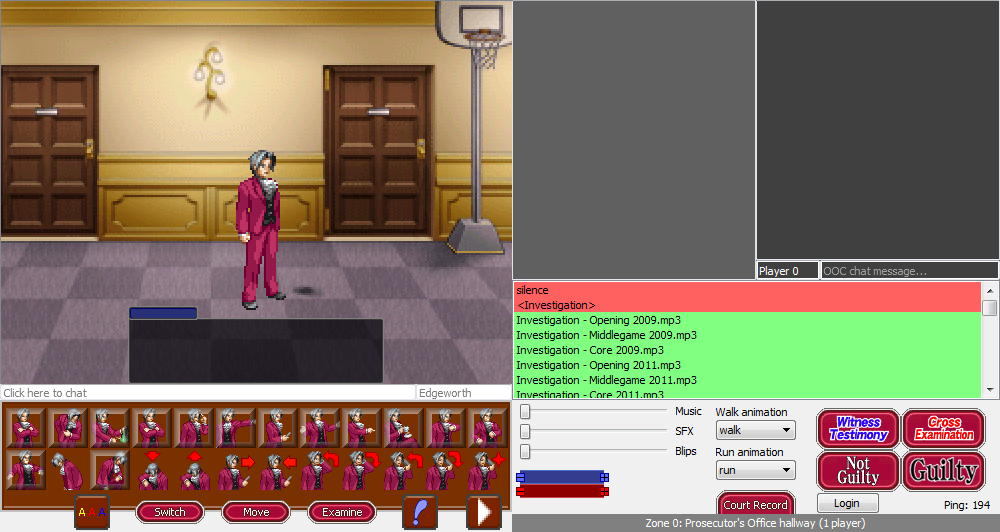 Player 0
OOC chat message...
silence
<Investigation>
Investigation - Opening 2009.mp3
Investigation - Middlegame 2009.mp3
Investigation - Core 2009.mp3
Investigation - Opening 2011.mp3
Investigation - Middlegame 2011.mp3
Investigation - Core 2011.mp3
Click here to chat
Edgeworth
Music
SFX
Blips
Walk animation
walk
Run animation
run
Witness
Testimony
Cross
Examination
Not
Guilty
Guilty
A A A
Switch
Move
Examine
!
Court Record
Login
Ping: 194
Zone 0: Prosecutor's Office hallway (1 player)